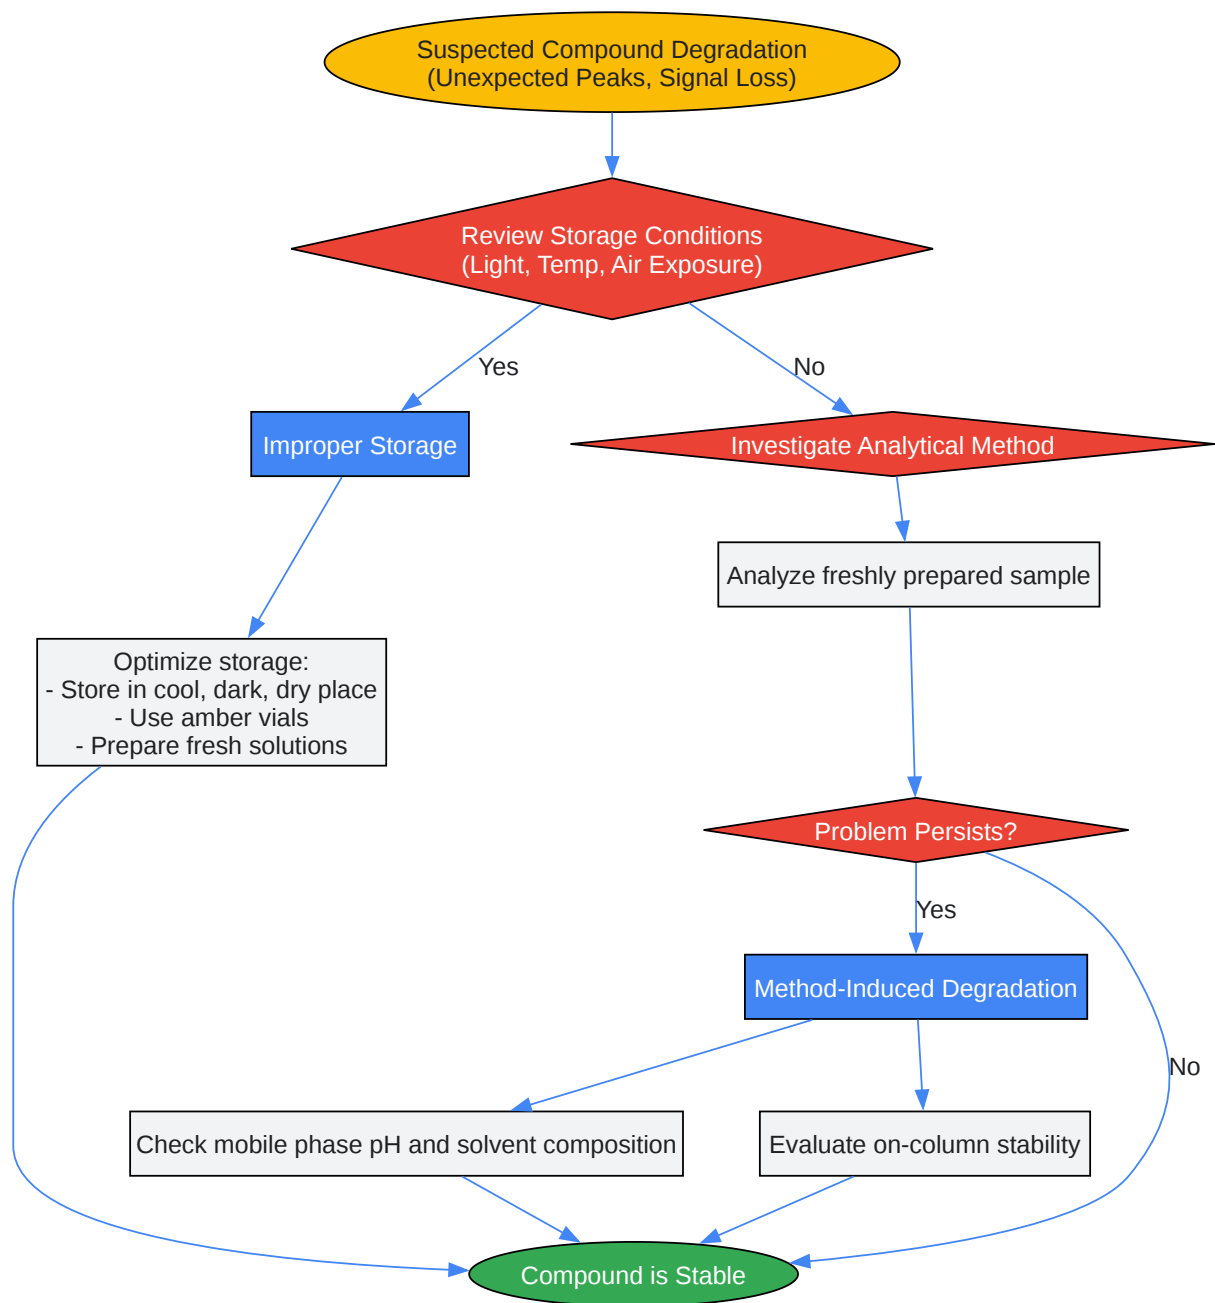 Suspected Compound Degradation
(Unexpected Peaks, Signal Loss)
Review Storage Conditions
(Light, Temp, Air Exposure)
Yes
No
Improper Storage
Investigate Analytical Method
Analyze freshly prepared sample
Optimize storage:
- Store in cool, dark, dry place
- Use amber vials
- Prepare fresh solutions
Problem Persists?
Yes
Method-Induced Degradation
No
Check mobile phase pH and solvent composition
Evaluate on-column stability
Compound is Stable